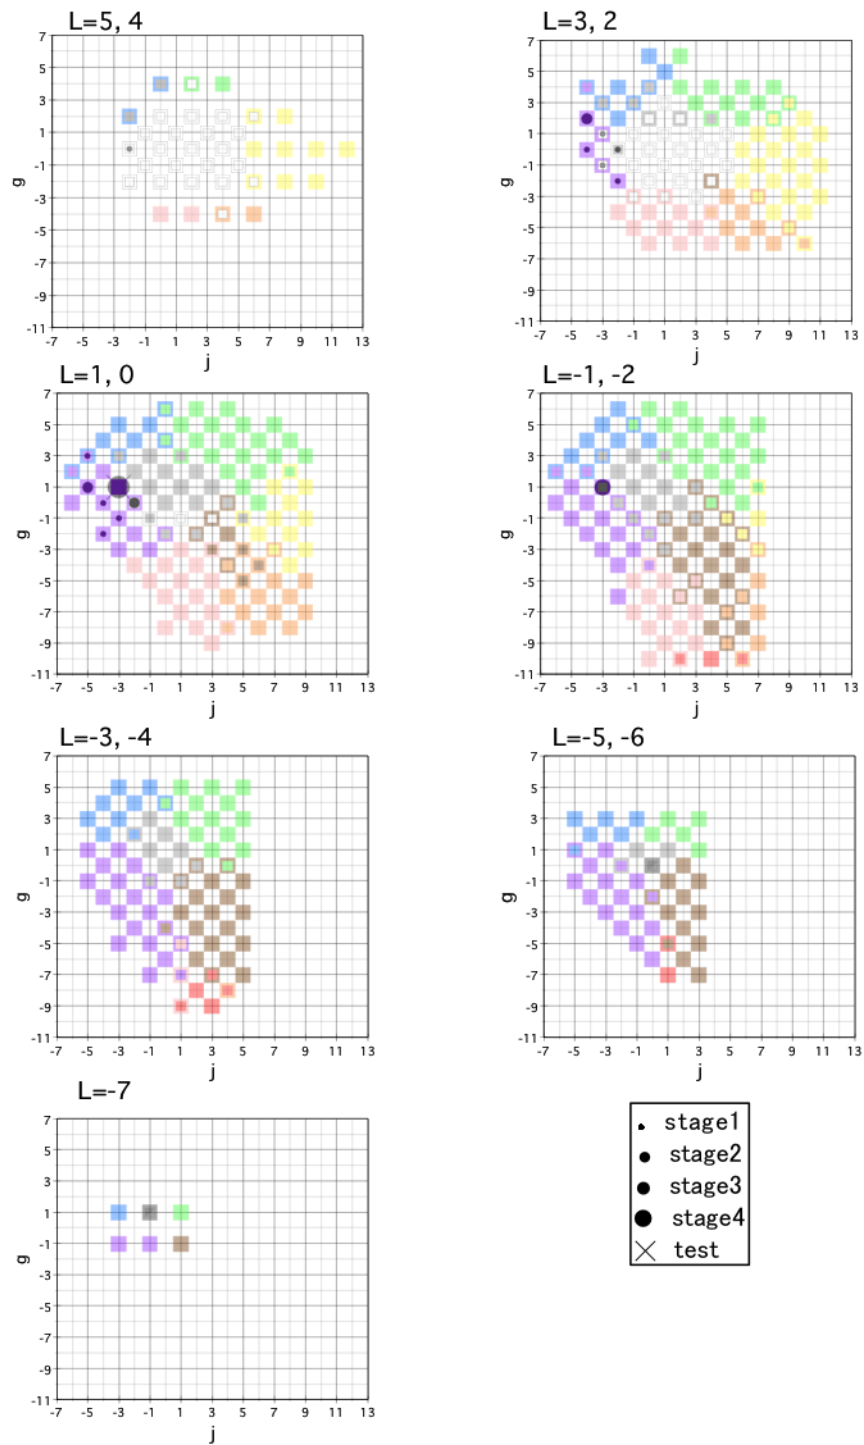 L=5, 4
7
5
3
1
-1
-3
-5
-7
-9
-11
g
-7 -5 -3 -1 1 3 5 7 9 11 13
j
L=3, 2
7
5
3
1
-1
-3
-5
-7
-9
-11
g
-7 -5 -3 -1 1 3 5 7 9 11 13
j
L=1, 0
7
5
3
1
-1
-3
-5
-7
-9
-11
g
-7 -5 -3 -1 1 3 5 7 9 11 13
j
L=-1, -2
7
5
3
1
-1
-3
-5
-7
-9
-11
g
-7 -5 -3 -1 1 3 5 7 9 11 13
j
L=-3, -4
7
5
3
1
-1
-3
-5
-7
-9
-11
g
-7 -5 -3 -1 1 3 5 7 9 11 13
j
L=-5, -6
7
5
3
1
-1
-3
-5
-7
-9
-11
g
-7 -5 -3 -1 1 3 5 7 9 11 13
j
L=-7
7
5
3
1
-1
-3
-5
-7
-9
-11
g
-7 -5 -3 -1 1 3 5 7 9 11 13
j
stage1
stage2
stage3
stage4
test